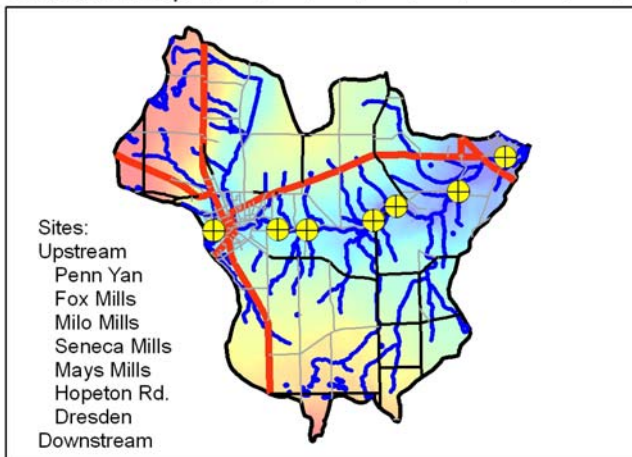 Sites:
Upstream
Penn Yan
Fox Mills
Milo Mills
Seneca Mills
Mays Mills
Hopeton Rd.
Dresden
Downstream